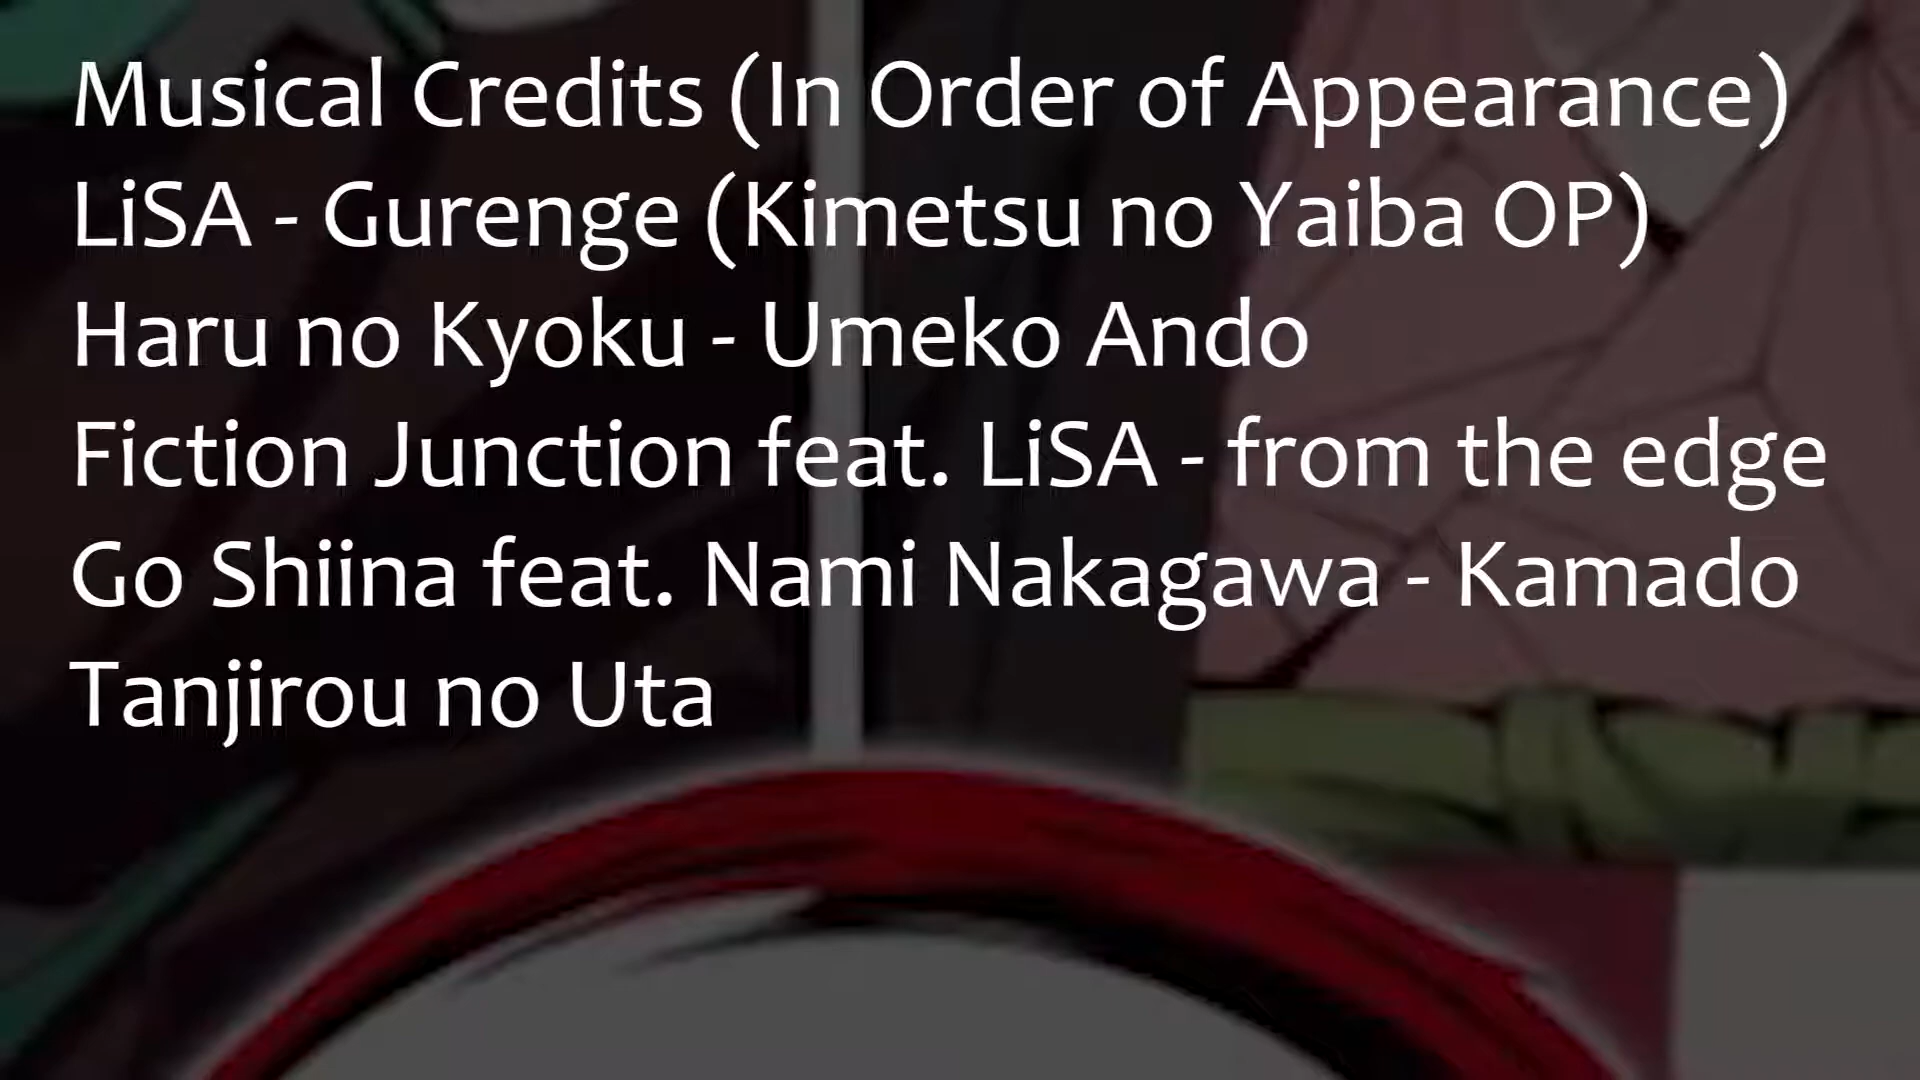 Musical Credits (In Order of Appearance)
LiSA - Gurenge (Kimetsu no Yaiba OP)
Haru no Kyoku - Umeko Ando
Fiction Junction feat. LiSA - from the edge
Go Shiina feat. Nami Nakagawa - Kamado
Tanjirou no Uta